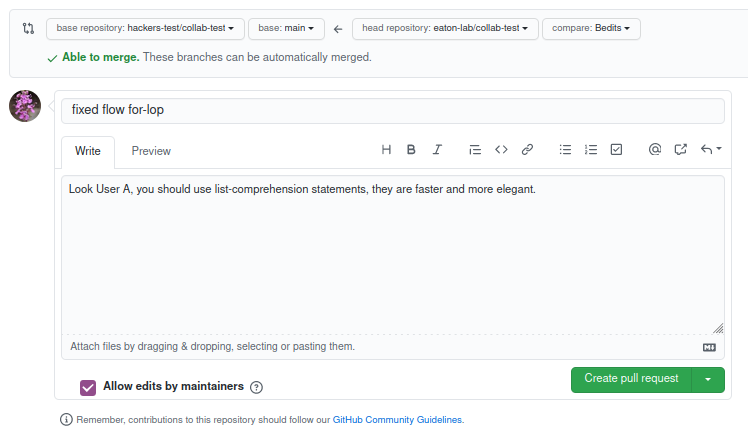 base repository: hackers-test/collab-test base: main head repository: eaton-lab/collab-test compare: Bedits
Able to merge. These branches can be automatically merged.
fixed flow for-lop
Write Preview H B I
Look User A, you should use list-comprehension statements, they are faster and more elegant.
Attach files by dragging & dropping, selecting or pasting them.
Create pull request
Allow edits by maintainers
Remember, contributions to this repository should follow our GitHub Community Guidelines.